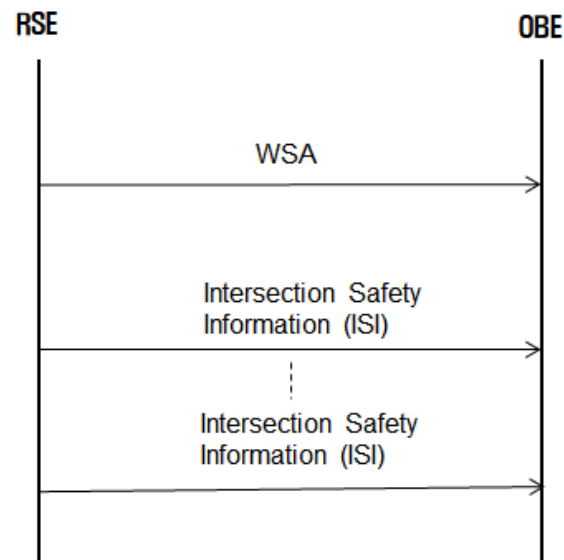 RSE
OBE
WSA
Intersection Safety
Information (ISI)
Intersection Safety
Information (ISI)